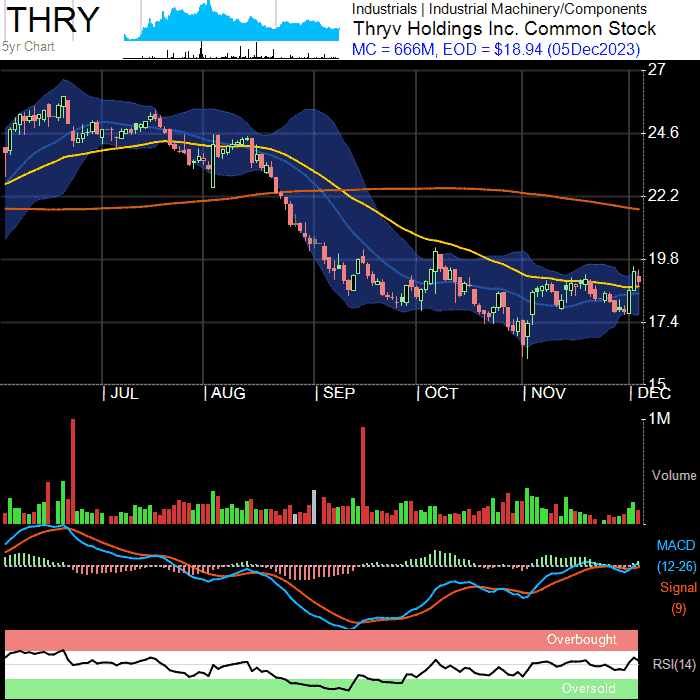 THRY
5yr Chart
Industrials | Industrial Machinery/Components
Thryv Holdings Inc. Common Stock
MC = 666M, EOD = $18.94 (05Dec2023)
27
24.6
22.2
19.8
17.4
15
JUL AUG SEP OCT NOV DEC
1M
Volume
MACD
(12-26)
Signal
(9)
Overbought
RSI(14)
Oversold